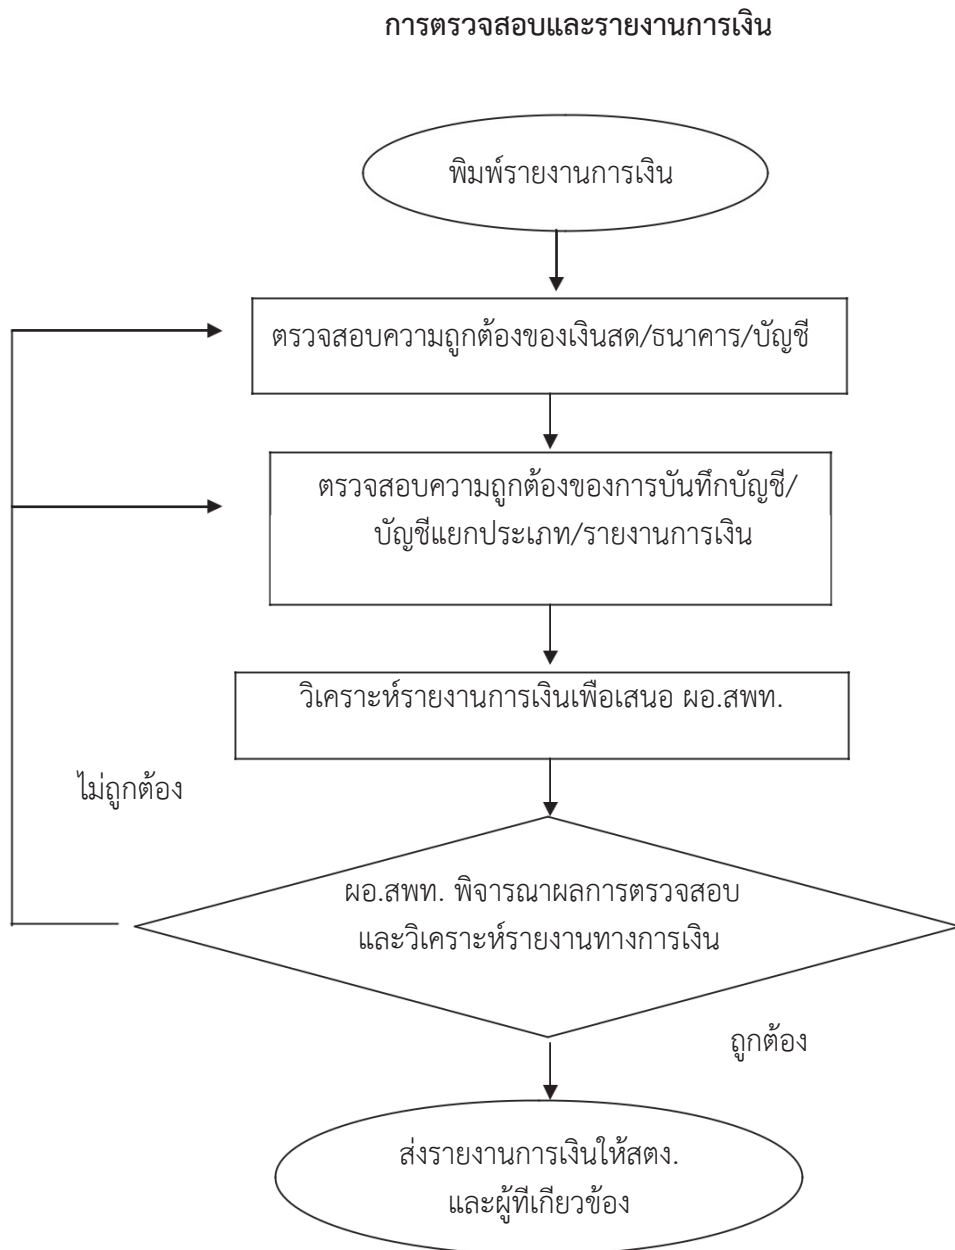 การตรวจสอบและรายงานการเงิน
พิมพ์รายงานการเงิน
ตรวจสอบความถูกต้องของเงินสด/ธนาคาร/บัญชี
ตรวจสอบความถูกต้องของการบันทึกบัญชี/
บัญชีแยกประเภท/รายงานการเงิน
วิเคราะห์รายงานการเงินเพือเสนอ ผอ.สพท.
ไม่ถูกต้อง
ผอ.สพท. พิจารณาผลการตรวจสอบ
และวิเคราะห์รายงานทางการเงิน
ถูกต้อง
ส่งรายงานการเงินให้สตง.
และผู้ทีเกียวข้อง